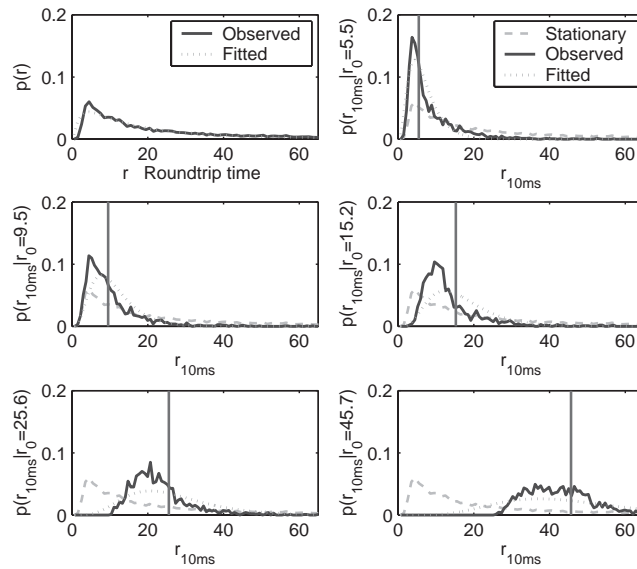 p(r)
0.2
0.1
0
Observed
Fitted
0 20 40 60
r Roundtrip time
p(r10ms|r0=5.5)
0.2
0.1
0
Stationary
Observed
Fitted
0 20 40 60
r10ms
p(r10ms|r0=9.5)
0.2
0.1
0
0 20 40 60
r10ms
p(r10ms|r0=15.2)
0.2
0.1
0
0 20 40 60
r10ms
p(r10ms|r0=25.6)
0.2
0.1
0
0 20 40 60
r10ms
p(r10ms|r0=45.7)
0.2
0.1
0
0 20 40 60
r10ms